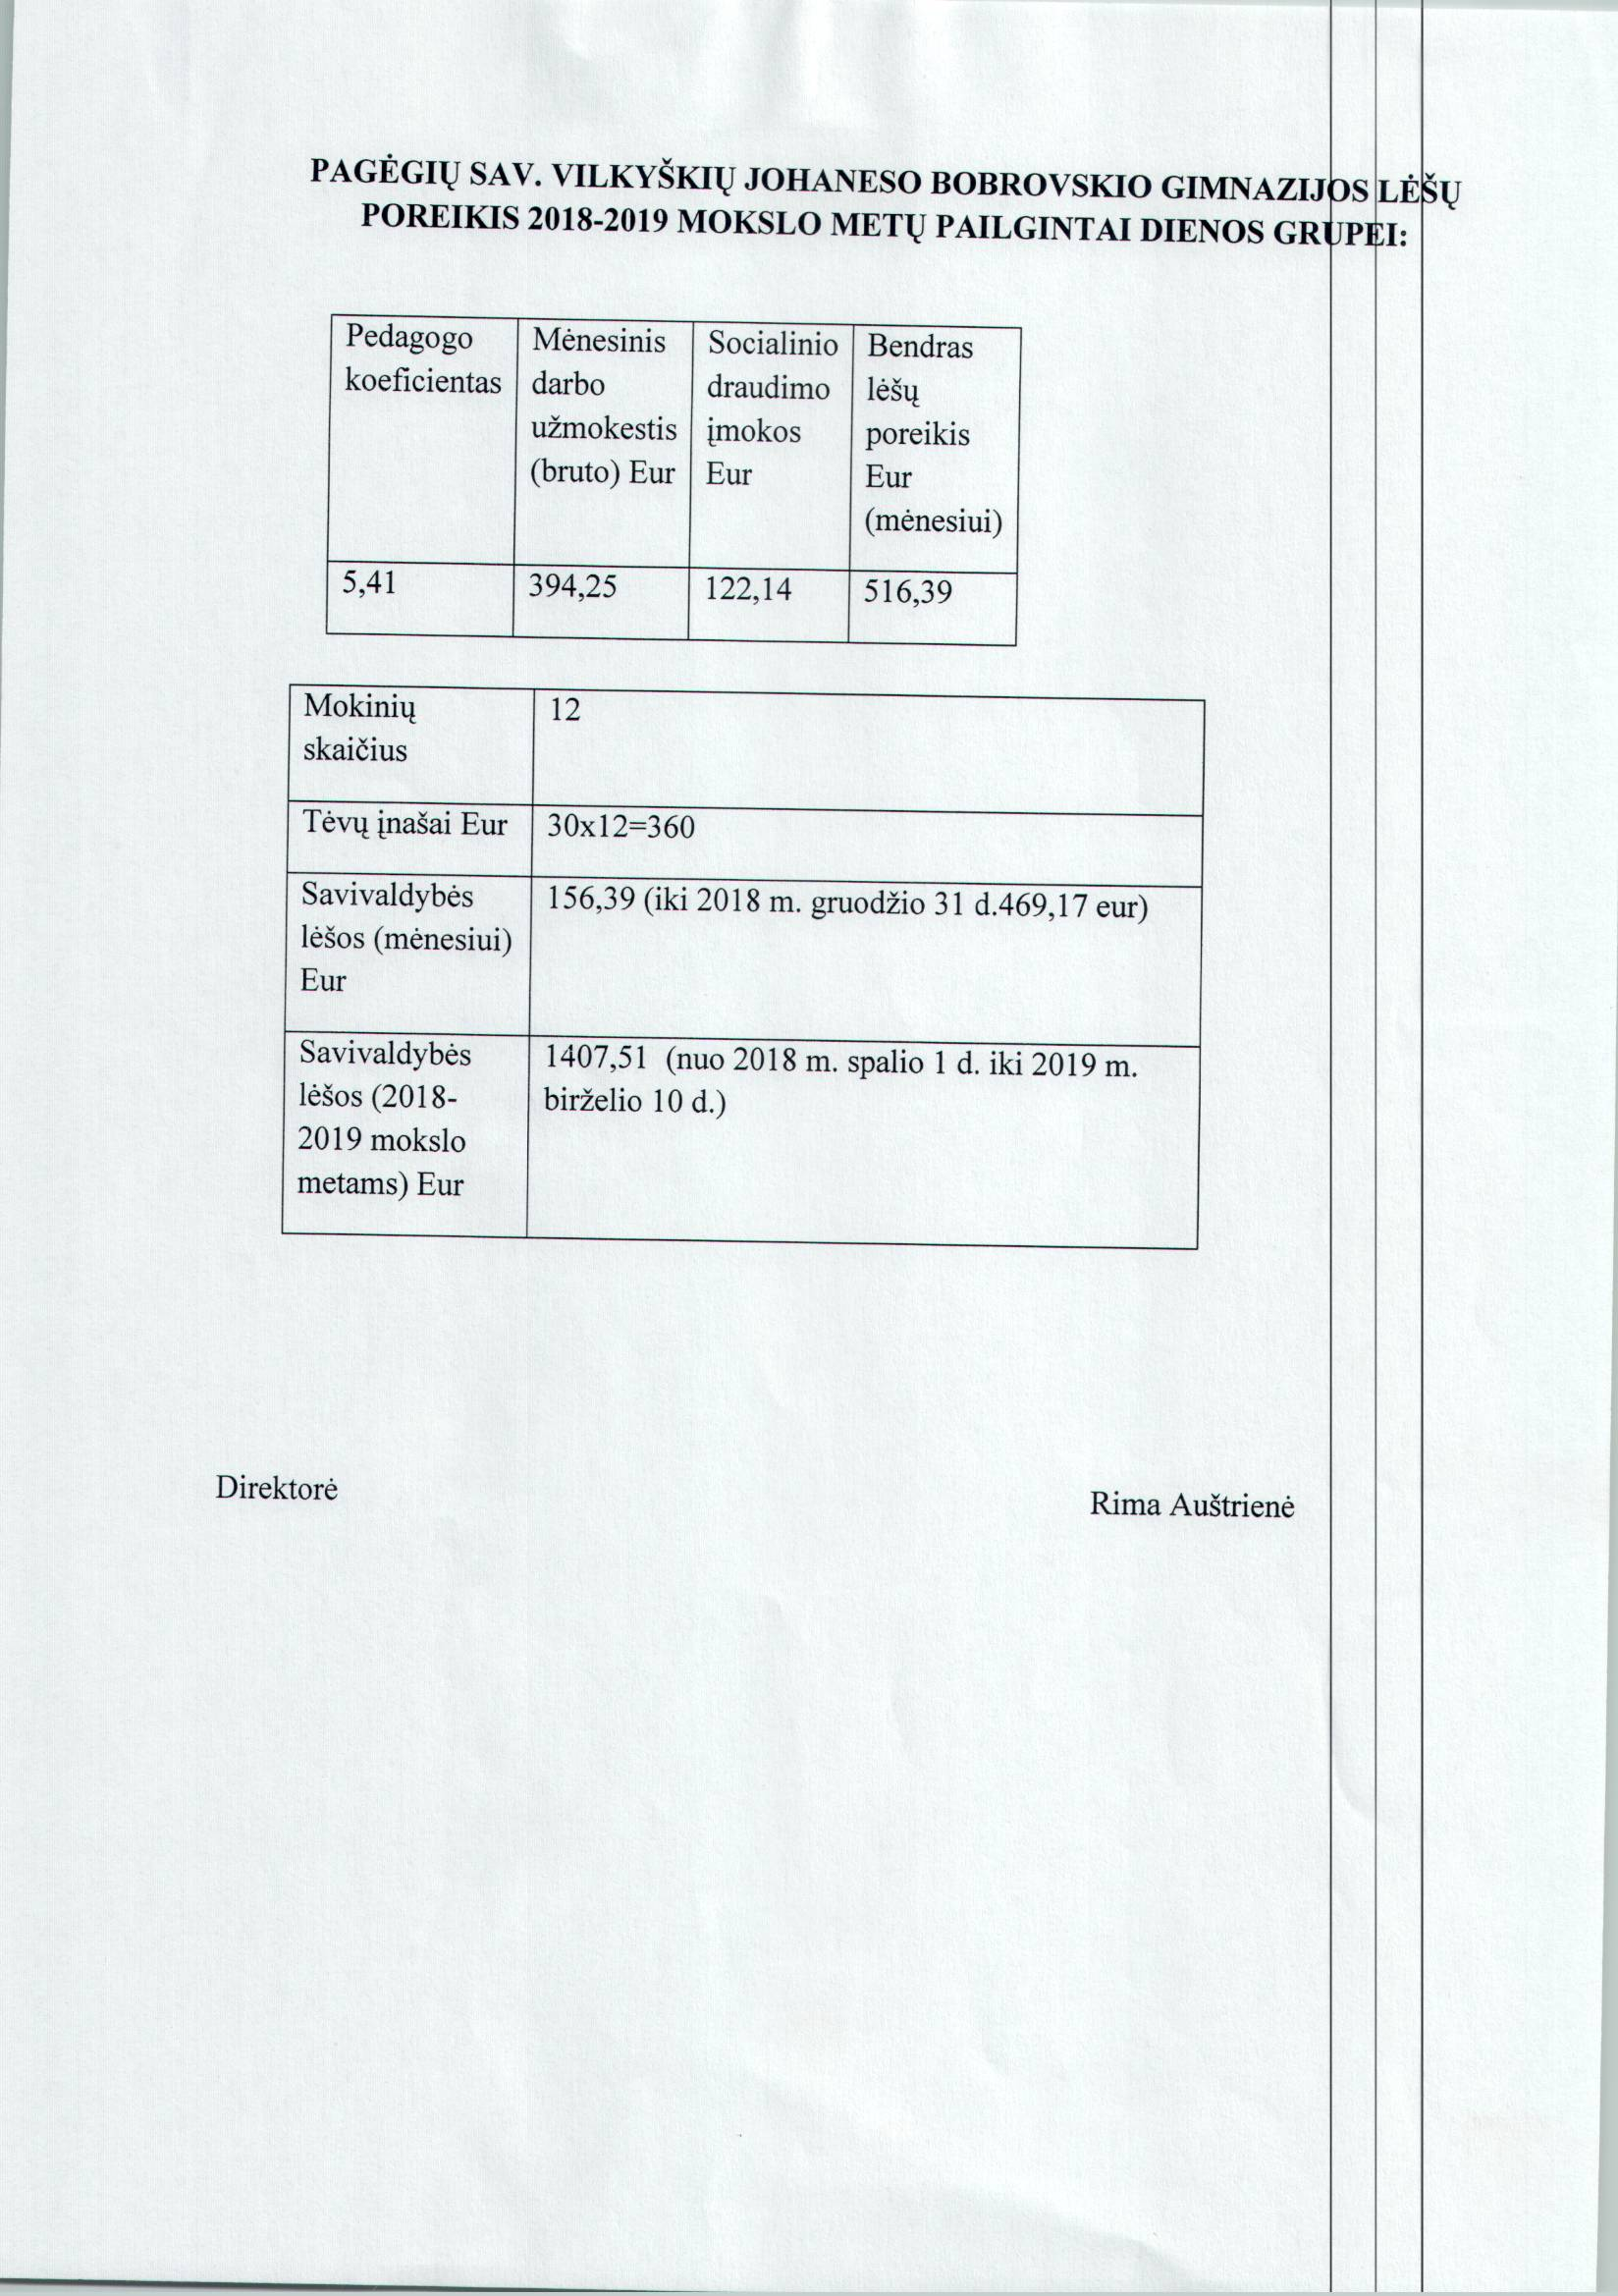 PAGĖGIŲ SAV. VILKYŠKIŲ JOHANESO BOBROVSKIO GIMNAZIJOS LĖŠŲ
POREIKIS 2018-2019 MOKSLO METŲ PAILGINTAI DIENOS GRUPEI:
Pedagogo
koeficientas
Mėnesinis
darbo
užmokestis
(bruto) Eur
Socialinio
draudimo
įmokos
Eur
Bendras
lėšų
poreikis
Eur
(mėnesiui)
5,41
394,25
122,14
516,39
Mokinių
skaičius
12
Tėvų įnašai Eur
30x12=360
Savivaldybės
lėšos (mėnesiui)
Eur
156,39 (iki 2018 m. gruodžio 31 d.469,17 eur)
Savivaldybės
lėšos (2018-
2019 mokslo
metams) Eur
1407,51 (nuo 2018 m. spalio 1 d. iki 2019 m.
birželio 10 d.)
Direktorė
Rima Auštrienė